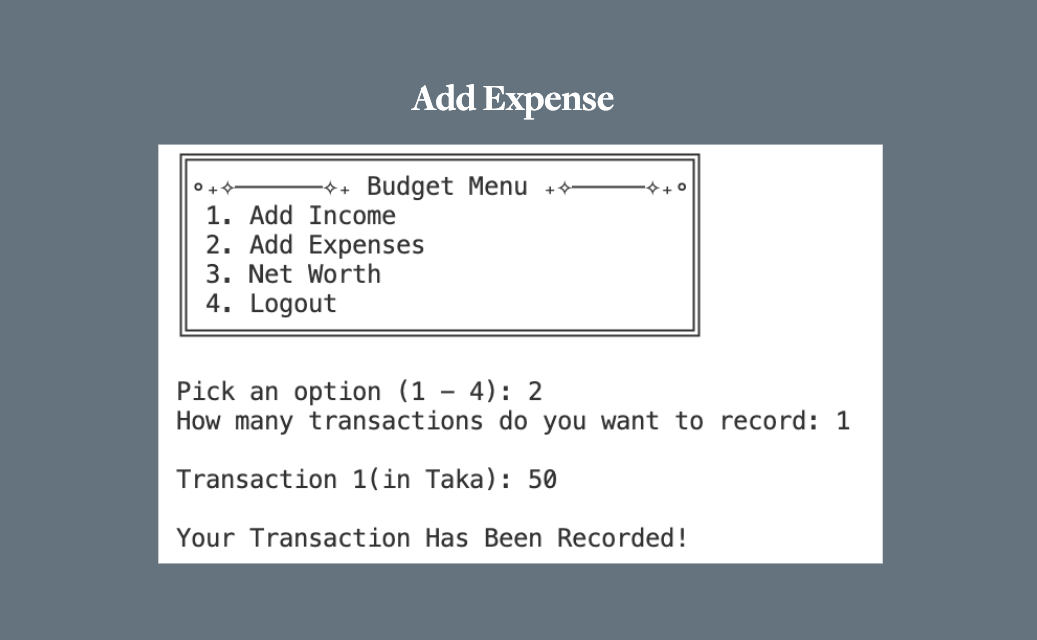 Add Expense
∘₊✧──────✧₊ Budget Menu ₊✧─────✧₊∘
1. Add Income
2. Add Expenses
3. Net Worth
4. Logout
Pick an option (1 – 4): 2
How many transactions do you want to record: 1
Transaction 1(in Taka): 50
Your Transaction Has Been Recorded!